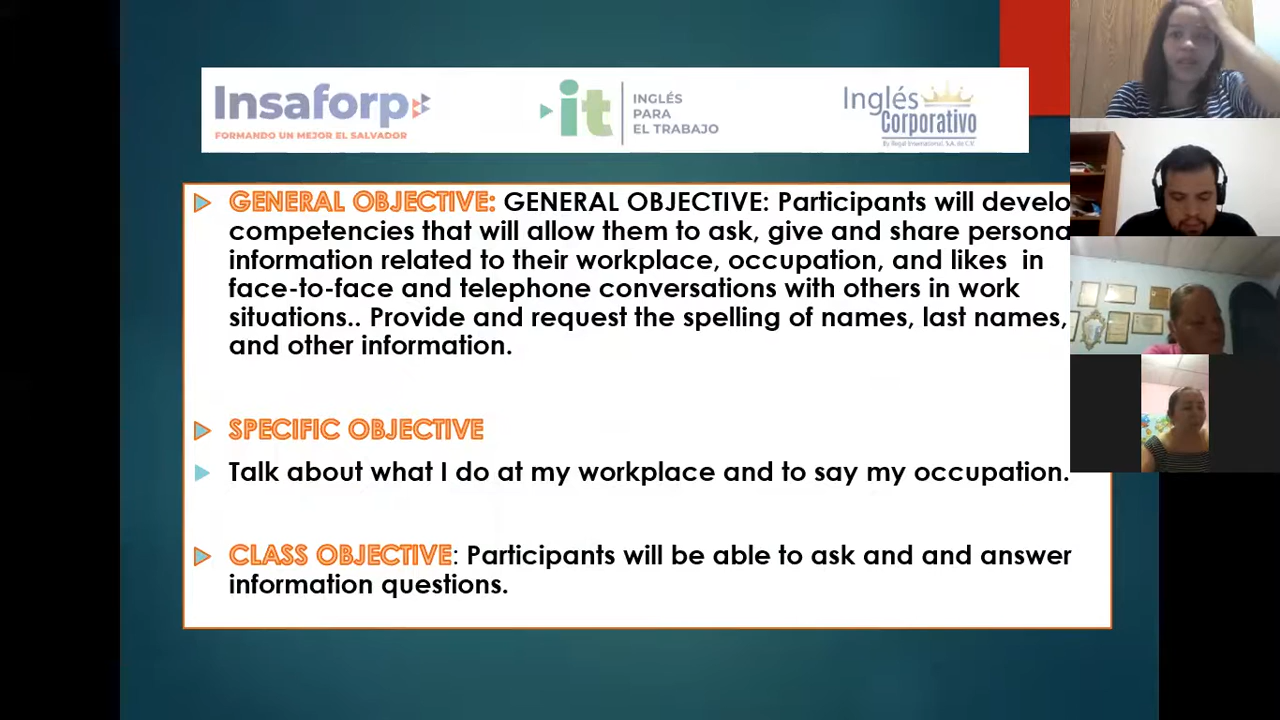 Insaforp
FORMANDO UN MEJOR EL SALVADOR
it
INGLÉS
PARA
EL TRABAJO
Inglés
Corporativo
By Regal International, S.A. de C.V.
GENERAL OBJECTIVE: GENERAL OBJECTIVE: Participants will develo
competencies that will allow them to ask, give and share persona
information related to their workplace, occupation, and likes in
face-to-face and telephone conversations with others in work
situations.. Provide and request the spelling of names, last names,
and other information.
SPECIFIC OBJECTIVE
Talk about what I do at my workplace and to say my occupation.
CLASS OBJECTIVE: Participants will be able to ask and and answer
information questions.